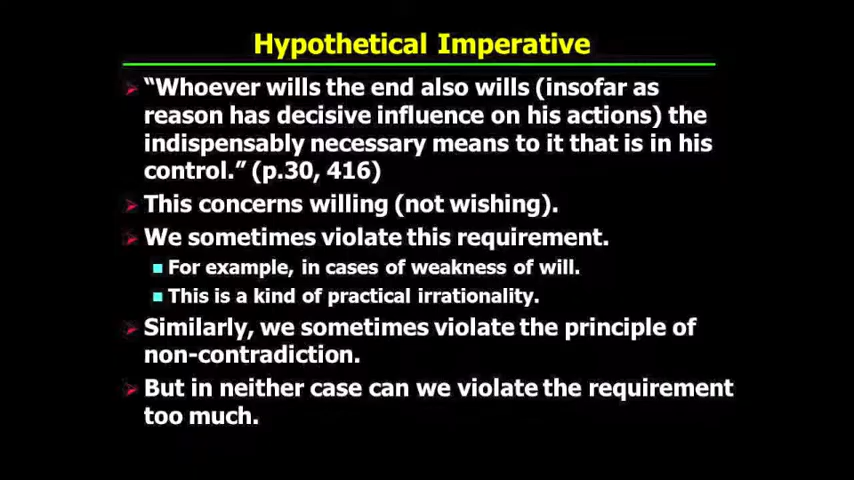 Hypothetical Imperative
“Whoever wills the end also wills (insofar as
reason has decisive influence on his actions) the
indispensably necessary means to it that is in his
control.” (p.30, 416)
This concerns willing (not wishing).
We sometimes violate this requirement.
For example, in cases of weakness of will.
This is a kind of practical irrationality.
Similarly, we sometimes violate the principle of
non-contradiction.
But in neither case can we violate the requirement
too much.